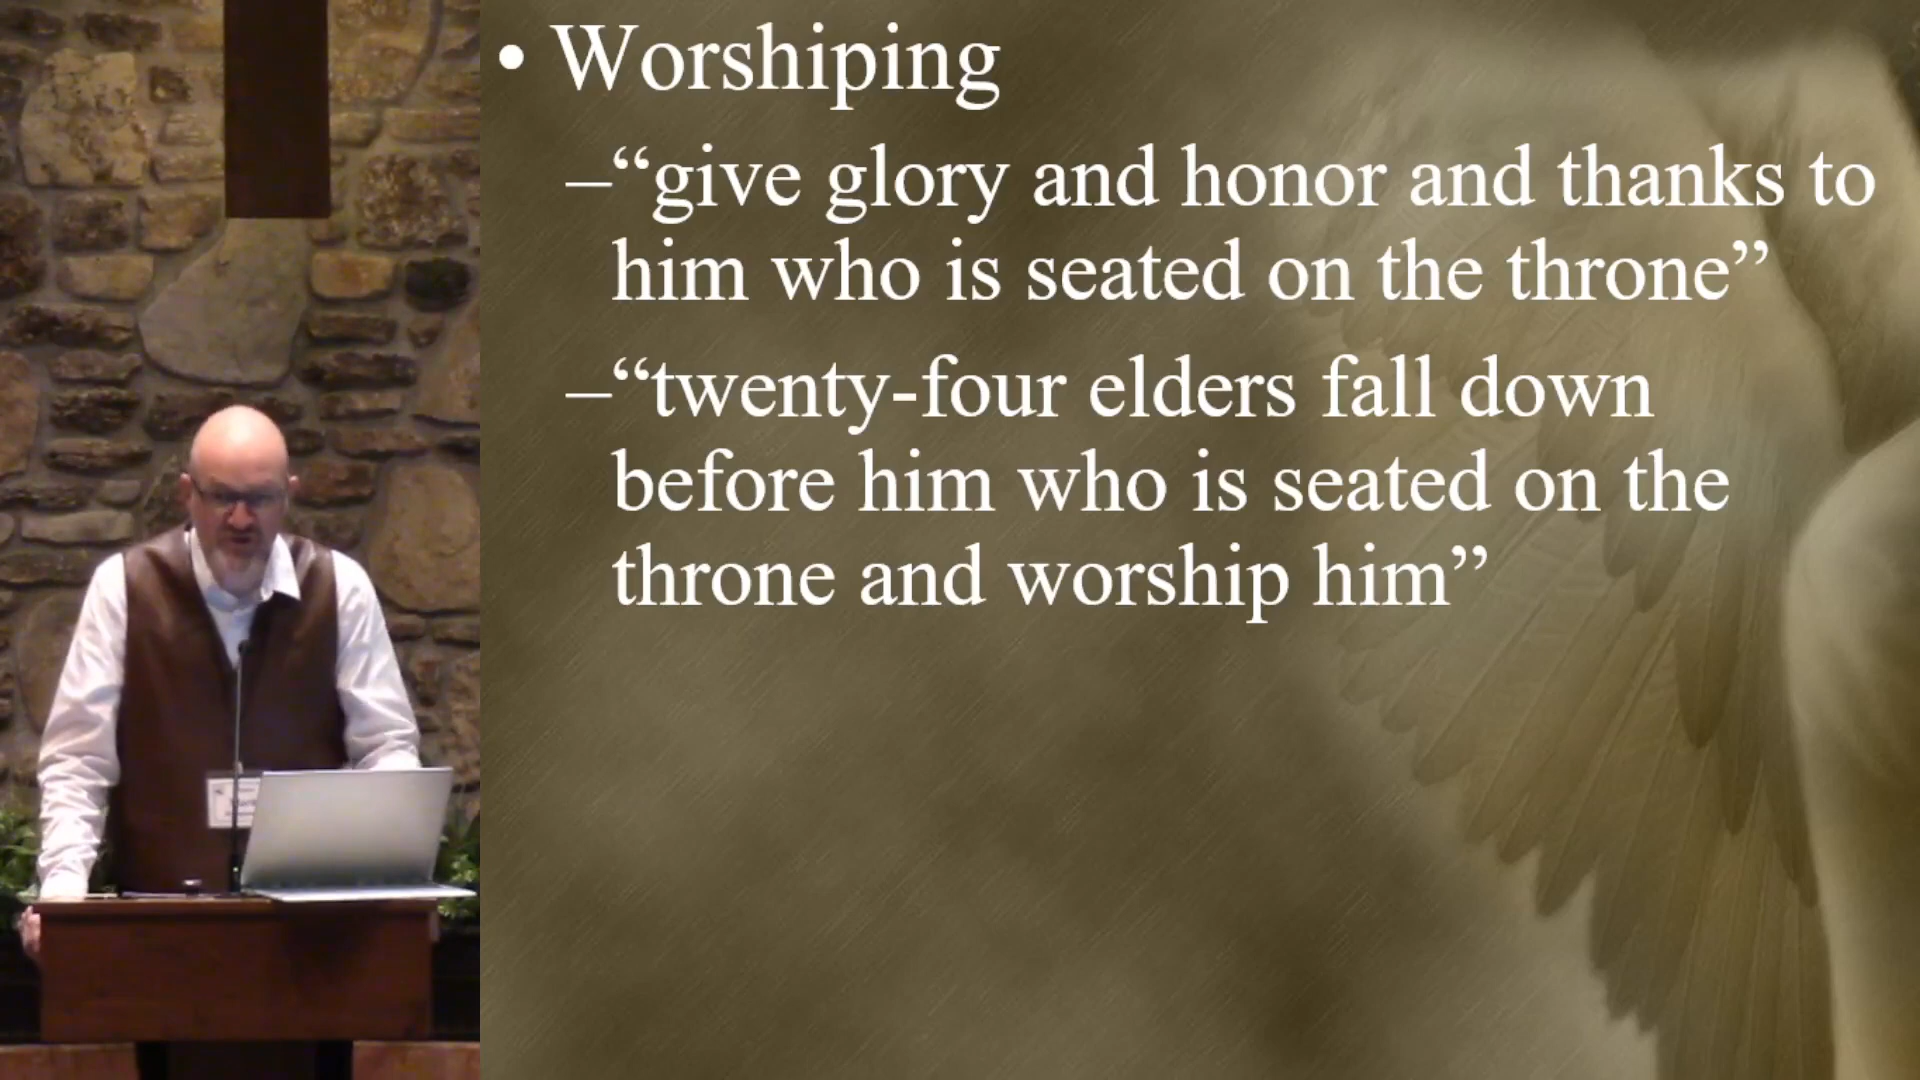 • Worshiping
–“give glory and honor and thanks to
him who is seated on the throne”
–“twenty-four elders fall down
before him who is seated on the
throne and worship him”